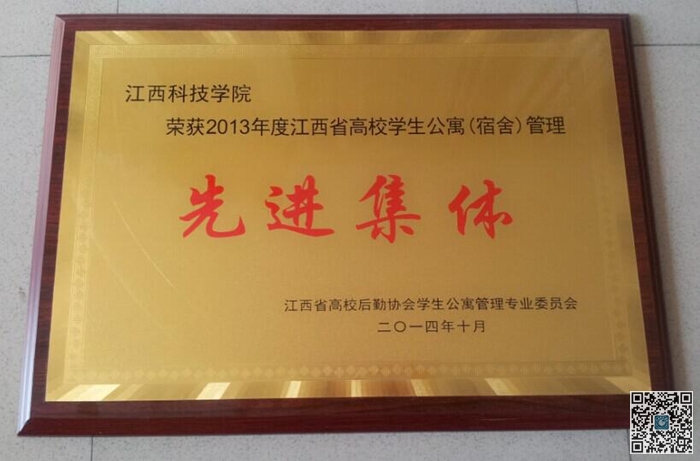 江西科技学院
荣获2013年度江西省高校学生公寓(宿舍)管理
先进集体
江西省高校后勤协会学生公寓管理专业委员会
二〇一四年十月